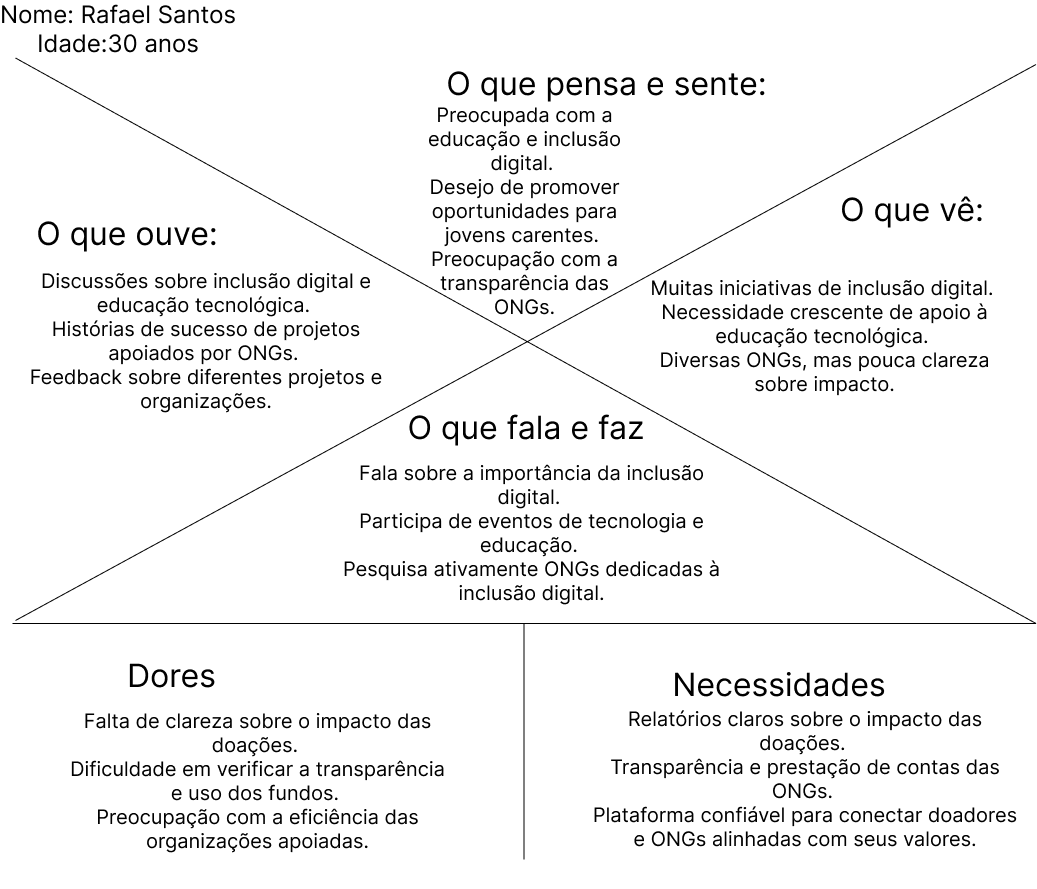 Nome: Rafael Santos
Idade:30 anos
O que pensa e sente:
Preocupada com a
educação e inclusão
digital.
Desejo de promover
oportunidades para
jovens carentes.
Preocupação com a
transparência das
ONGs.
O que ouve:
Discussões sobre inclusão digital e
educação tecnológica.
Histórias de sucesso de projetos
apoiados por ONGs.
Feedback sobre diferentes projetos e
organizações.
O que vê:
Muitas iniciativas de inclusão digital.
Necessidade crescente de apoio à
educação tecnológica.
Diversas ONGs, mas pouca clareza
sobre impacto.
O que fala e faz
Fala sobre a importância da inclusão
digital.
Participa de eventos de tecnologia e
educação.
Pesquisa ativamente ONGs dedicadas à
inclusão digital.
Dores
Falta de clareza sobre o impacto das
doações.
Dificuldade em verificar a transparência
e uso dos fundos.
Preocupação com a eficiência das
organizações apoiadas.
Necessidades
Relatórios claros sobre o impacto das
doações.
Transparência e prestação de contas das
ONGs.
Plataforma confiável para conectar doadores
e ONGs alinhadas com seus valores.